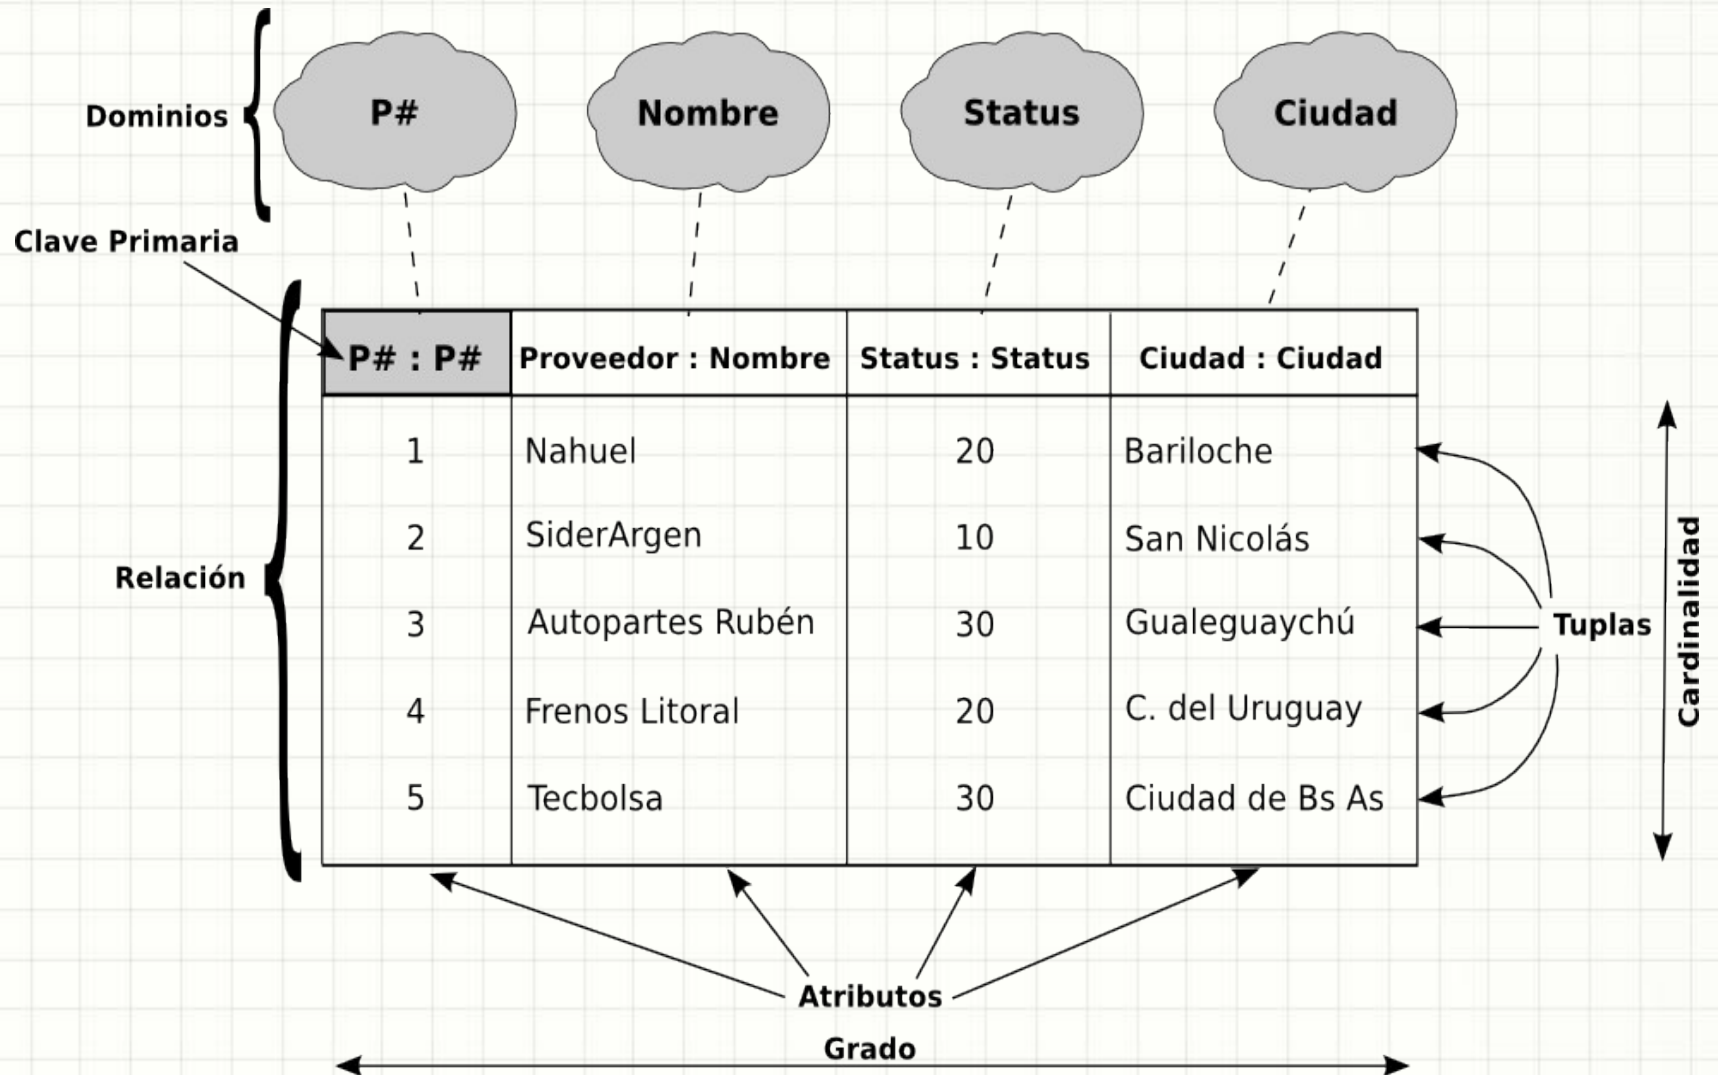 P#
Nombre
Status
Ciudad
Dominios
Clave Primaria
P# : P#
Proveedor : Nombre
Status : Status
Ciudad : Ciudad
1
Nahuel
20
Bariloche
2
SiderArgen
10
San Nicolás
3
Autopartes Rubén
30
Gualeguaychú
4
Frenos Litoral
20
C. del Uruguay
5
Tecbolsa
30
Ciudad de Bs As
Relación
Tuplas
Cardinalidad
Atributos
Grado